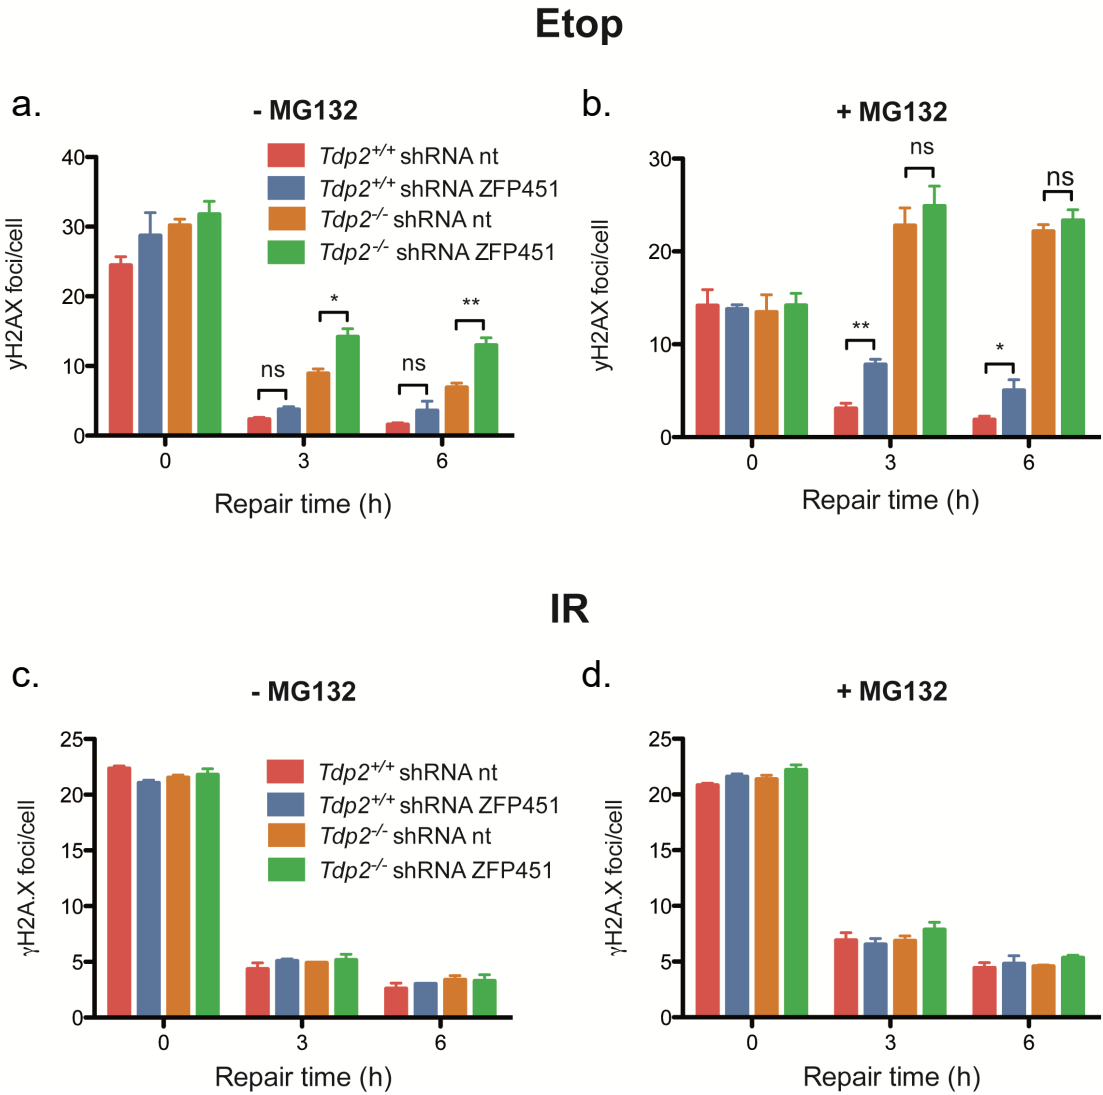 Etop
a.
- MG132
Tdp2+/+ shRNA nt
Tdp2+/+ shRNA ZFP451
Tdp2-/- shRNA nt
Tdp2-/- shRNA ZFP451
40
30
20
10
0
γH2AX foci/cell
ns
*
ns
**
0 3 6
Repair time (h)
b.
+ MG132
30
20
10
0
γH2AX foci/cell
**
ns
*
ns
0 3 6
Repair time (h)
IR
c.
- MG132
Tdp2+/+ shRNA nt
Tdp2+/+ shRNA ZFP451
Tdp2-/- shRNA nt
Tdp2-/- shRNA ZFP451
25
20
15
10
5
0
γH2A.X foci/cell
0 3 6
Repair time (h)
d.
+ MG132
25
20
15
10
5
0
γH2A.X foci/cell
0 3 6
Repair time (h)